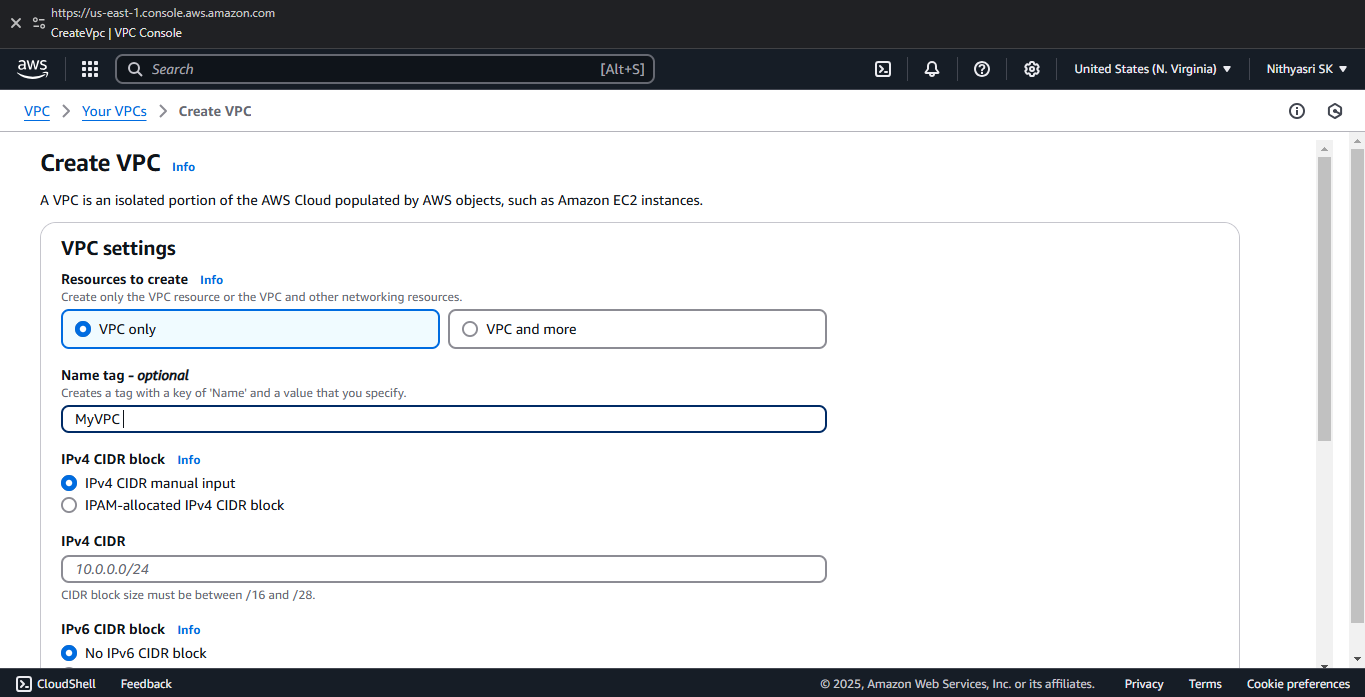 https://us-east-1.console.aws.amazon.com
CreateVpc | VPC Console
aws
Search [Alt+S]
United States (N. Virginia)
Nithyasri SK
VPC > Your VPCs > Create VPC
Create VPC Info
A VPC is an isolated portion of the AWS Cloud populated by AWS objects, such as Amazon EC2 instances.
VPC settings
Resources to create Info
Create only the VPC resource or the VPC and other networking resources.
VPC only
VPC and more
Name tag - optional
Creates a tag with a key of 'Name' and a value that you specify.
MyVPC
IPv4 CIDR block Info
IPv4 CIDR manual input
IPAM-allocated IPv4 CIDR block
IPv4 CIDR
10.0.0.0/24
CIDR block size must be between /16 and /28.
IPv6 CIDR block Info
No IPv6 CIDR block
CloudShell Feedback © 2025, Amazon Web Services, Inc. or its affiliates. Privacy Terms Cookie preferences